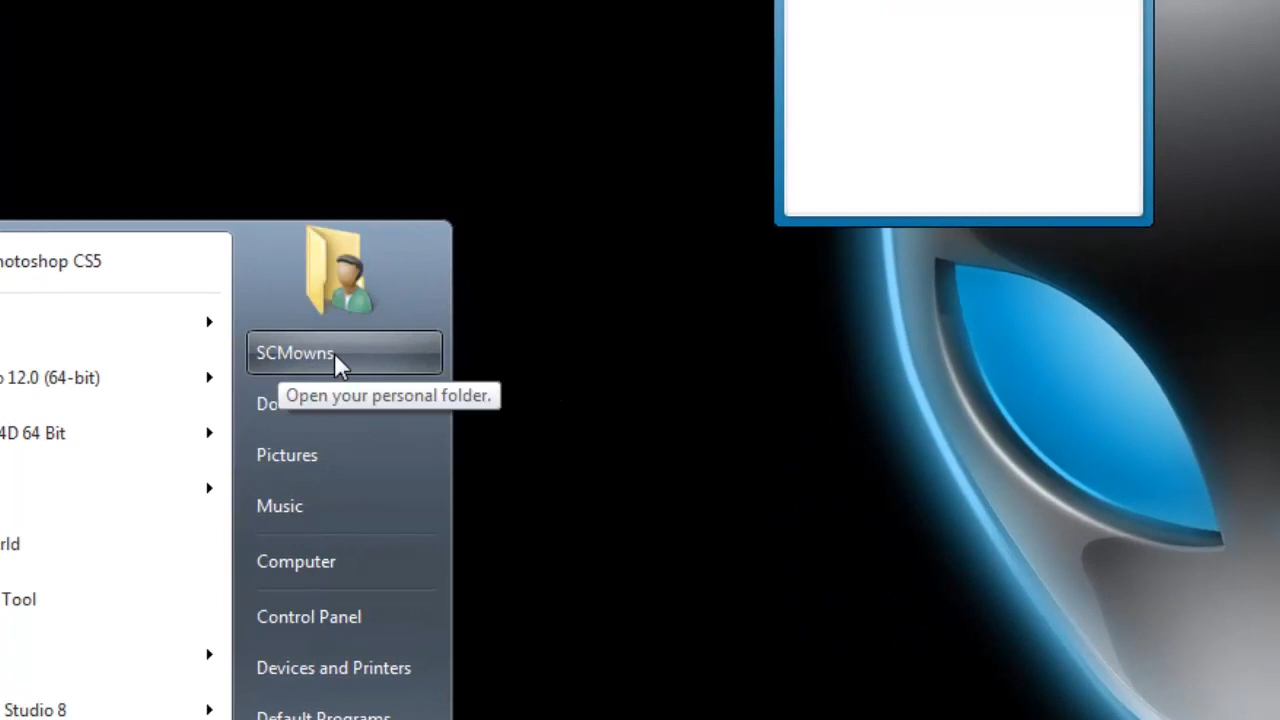 hotoshop CS5
o 12.0 (64-bit)
4D 64 Bit
rld
Tool
Studio 8
SCMowns
Open your personal folder.
Do
Pictures
Music
Computer
Control Panel
Devices and Printers
Default Programs